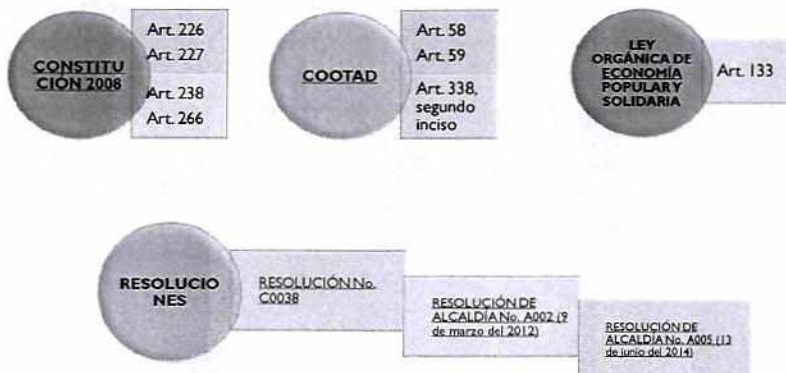 CONSTITU
CIÓN 2008
Art. 226
Art. 227
Art. 238
Art. 266
COOTAD
Art. 58
Art. 59
Art. 338,
segundo
inciso
LEY
ORGÁNICA DE
ECONOMÍA
POPULAR Y
SOLIDARIA
Art. 133
RESOLUCIO
NES
RESOLUCIÓN No.
C0038
RESOLUCIÓN DE
ALCALDÍA No. A002 (9
de marzo del 2012)
RESOLUCIÓN DE
ALCALDÍA No. A005 (13
de junio del 2014)